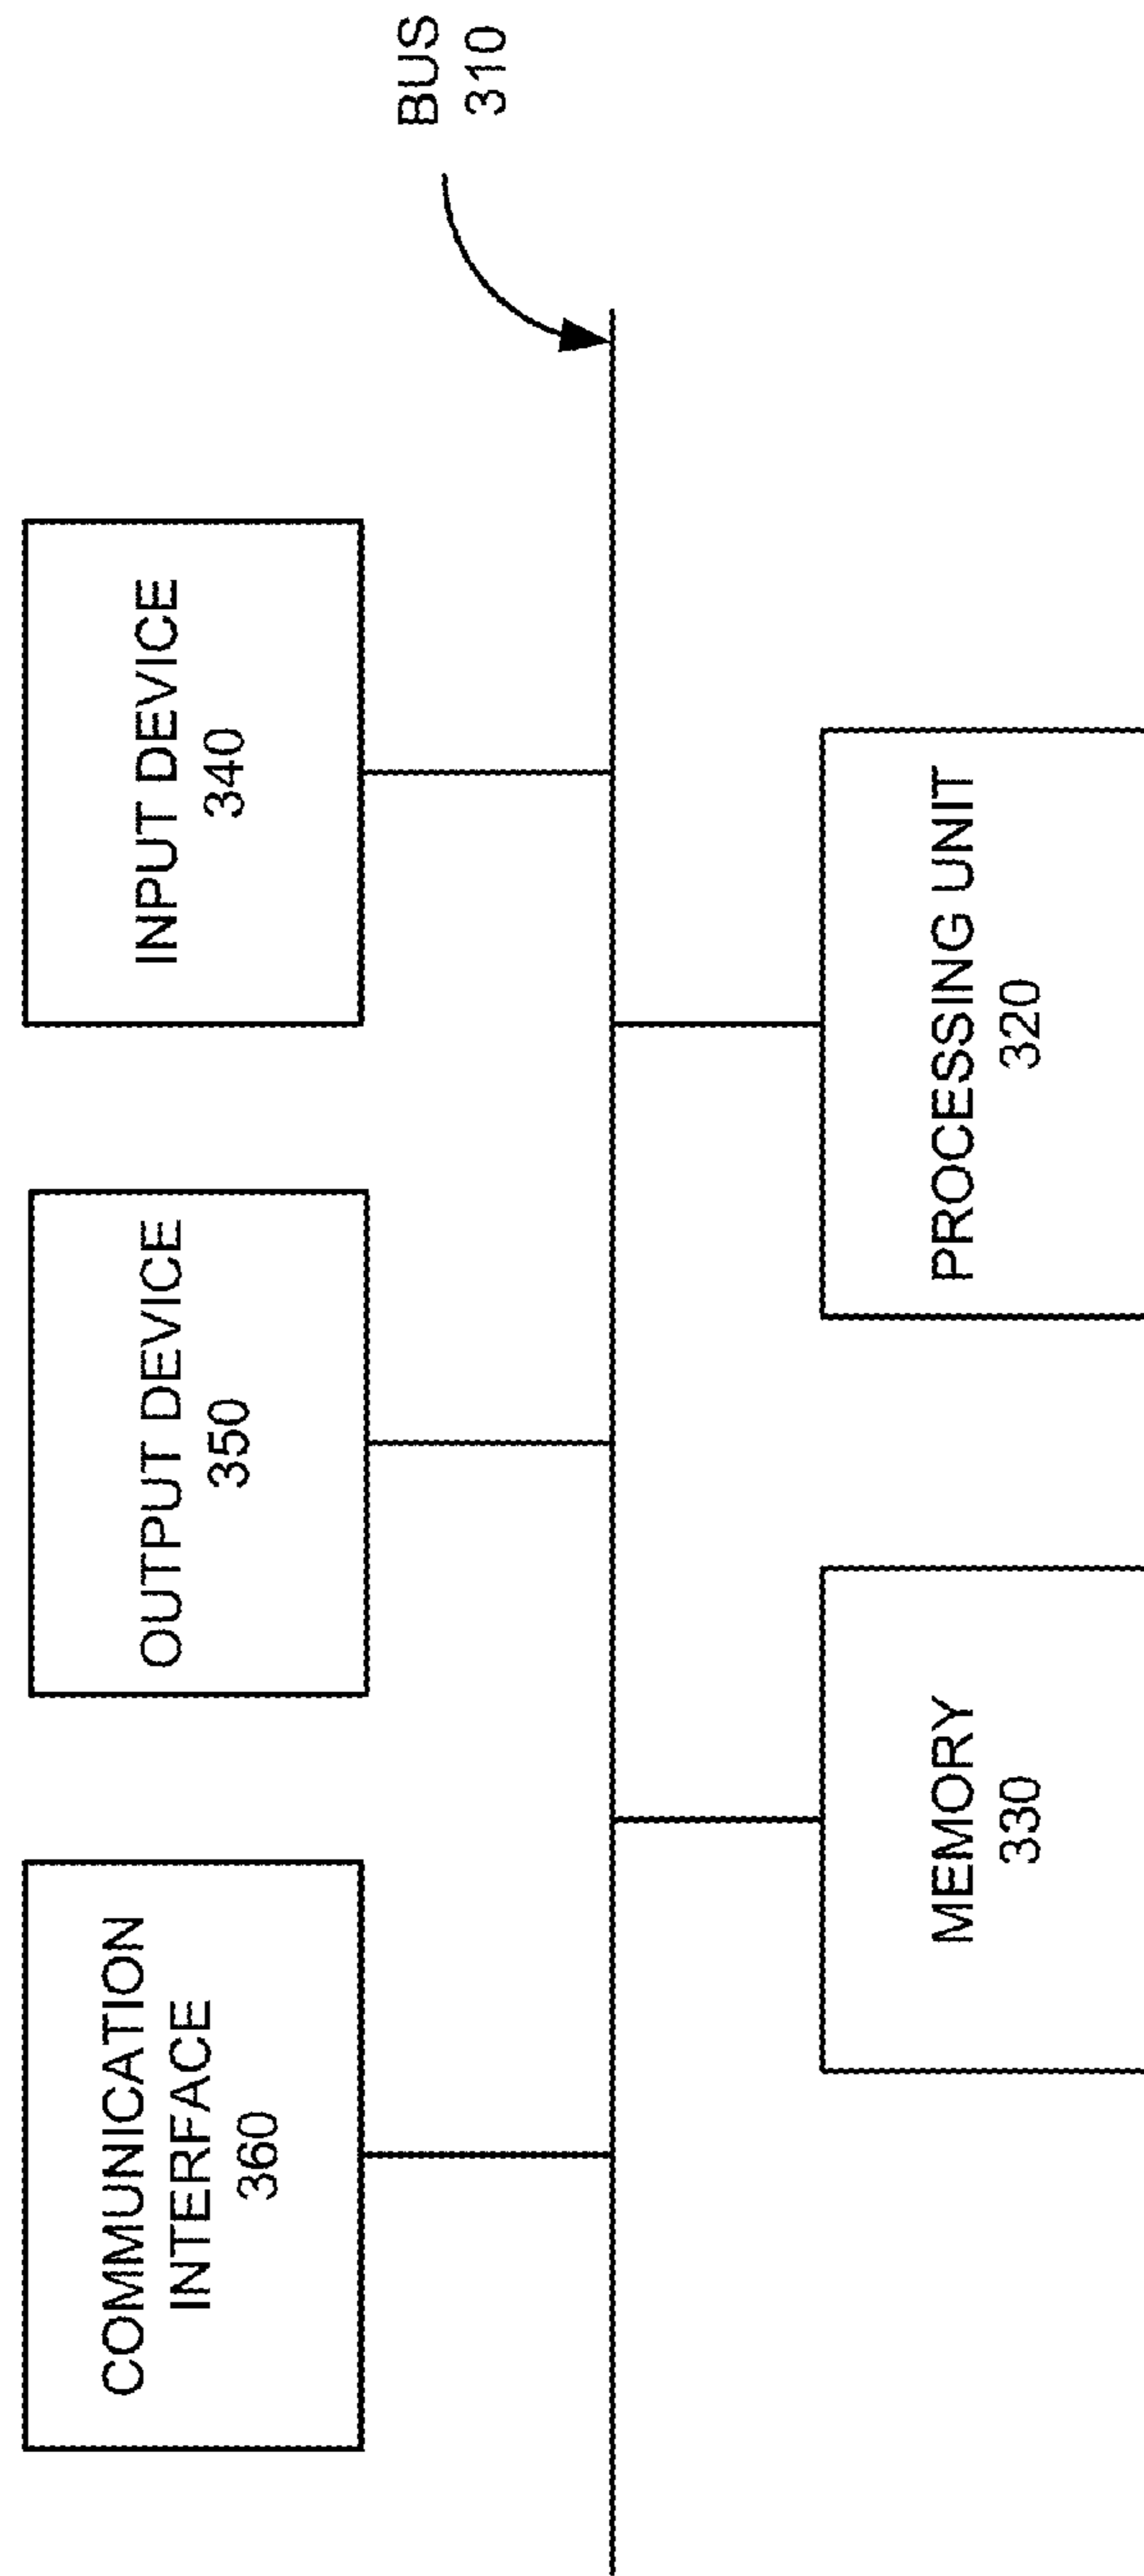 COMMUNICATION
INTERFACE
360
OUTPUT DEVICE
350
INPUT DEVICE
340
BUS
310
MEMORY
330
PROCESSING UNIT
320